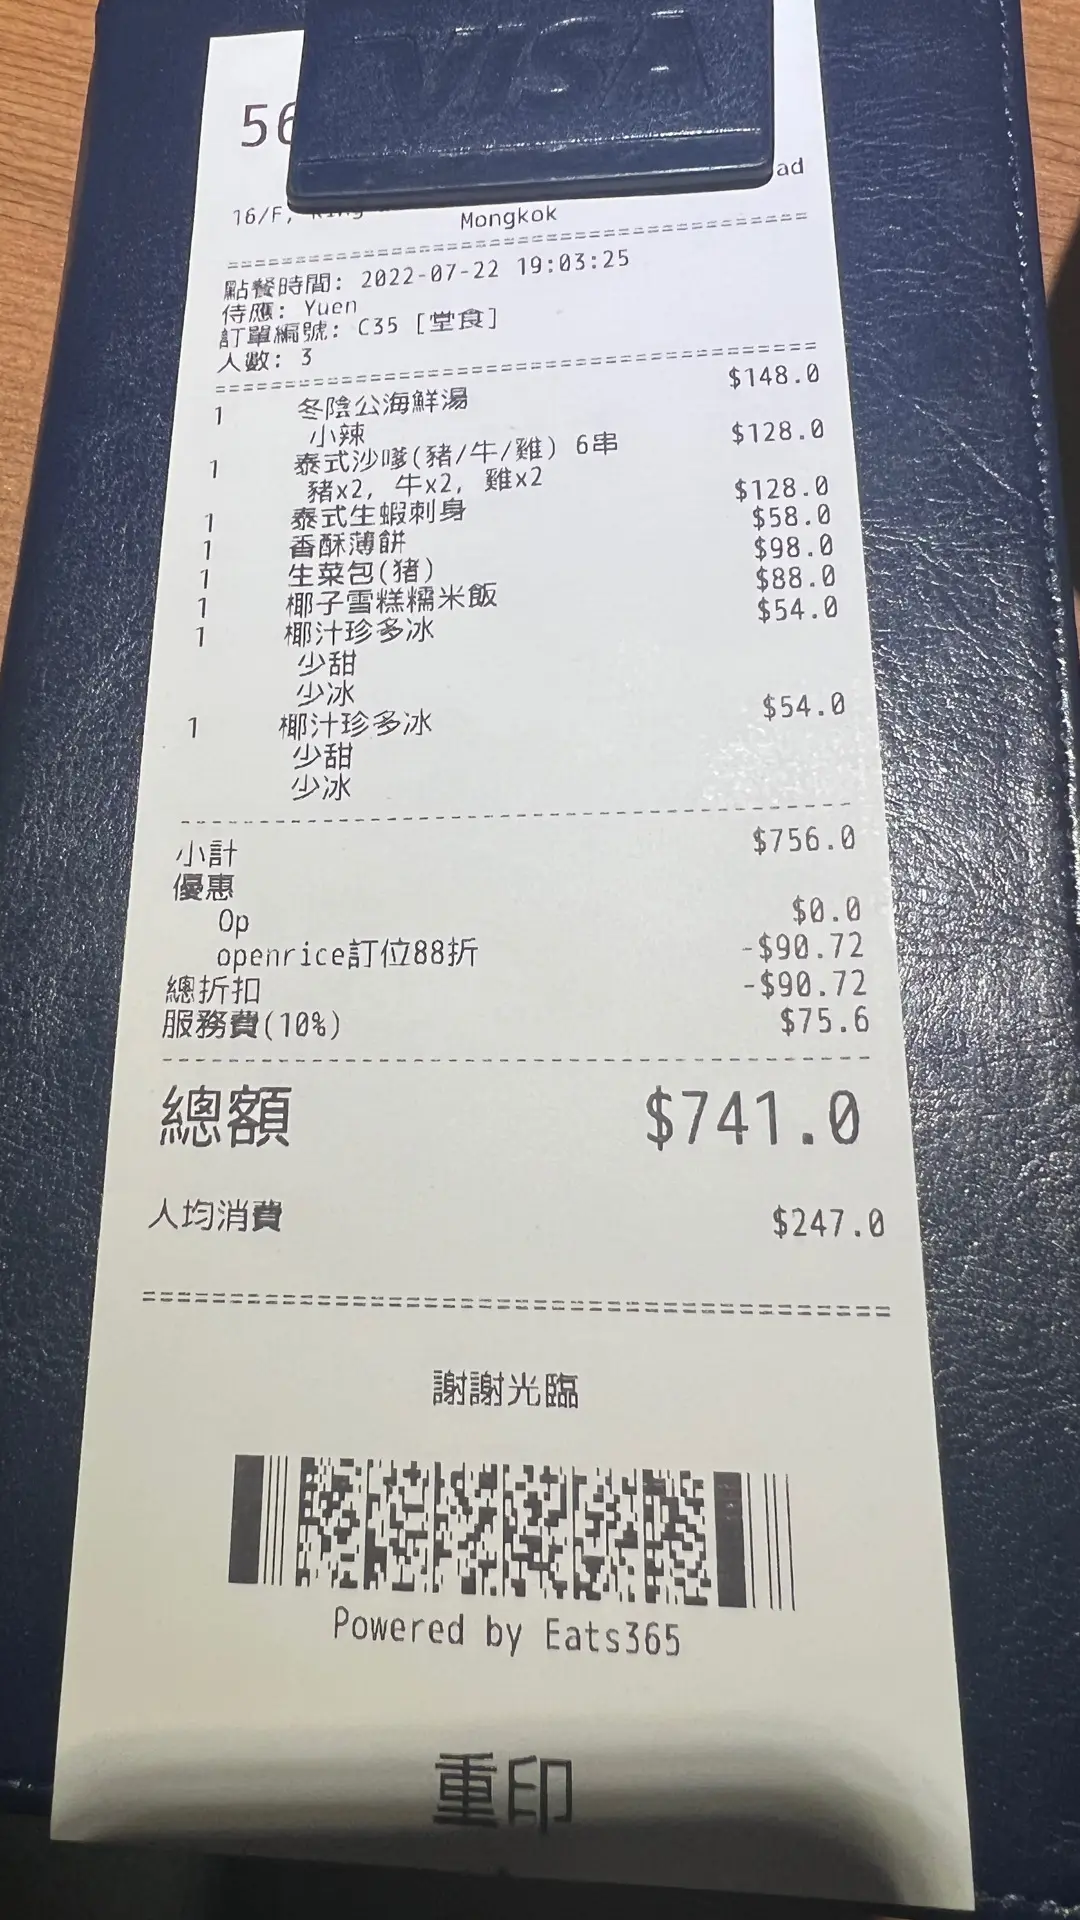 VISA
56
ad
16/F,
Mongkok
點餐時間: 2022-07-22 19:03:25
侍應: Yuen
訂單編號: C35 [堂食]
人數: 3
1 冬陰公海鮮湯 $148.0
小辣
1 泰式沙嗲(豬/牛/雞) 6串 $128.0
豬x2, 牛x2, 雞x2
1 泰式生蝦刺身 $128.0
1 香酥薄餅 $58.0
1 生菜包(猪) $98.0
1 椰子雪糕糯米飯 $88.0
1 椰汁珍多冰 $54.0
少甜
少冰
1 椰汁珍多冰 $54.0
少甜
少冰
小計 $756.0
優惠
Op $0.0
openrice訂位88折 -$90.72
總折扣 -$90.72
服務費(10%) $75.6
總額 $741.0
人均消費 $247.0
謝謝光臨
Powered by Eats365
重印